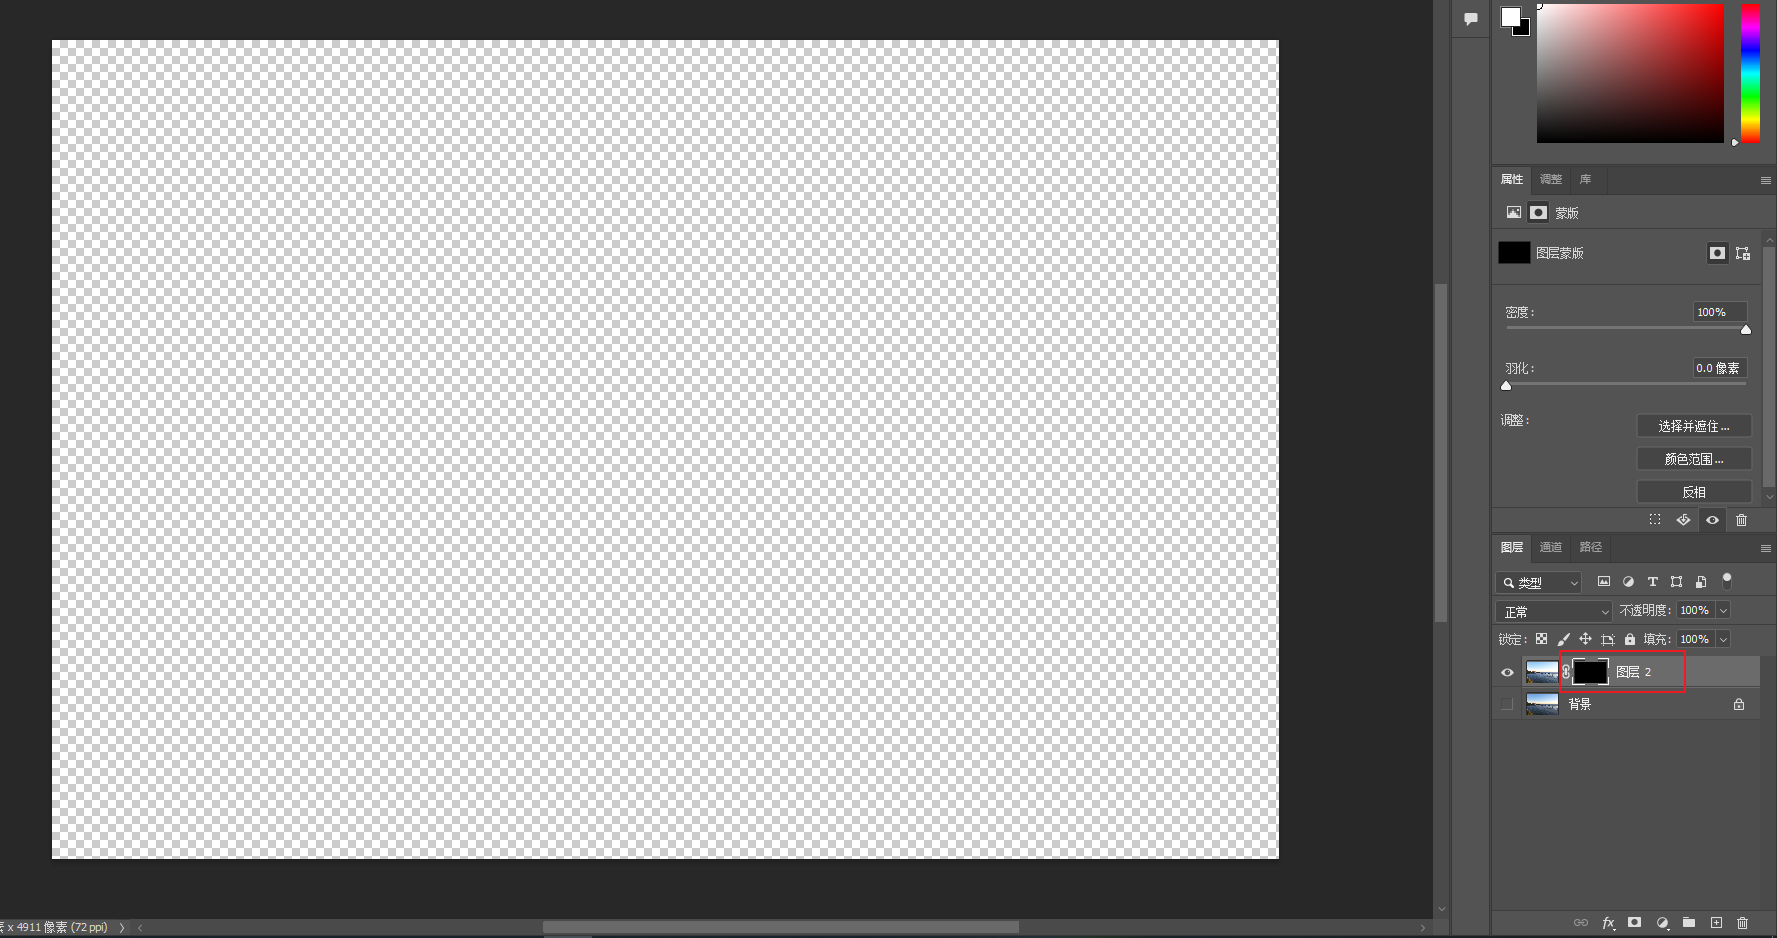 属性 调整 库
蒙版
图层蒙版
密度: 100%
羽化: 0.0 像素
调整:
选择并遮住...
颜色范围...
反相
图层 通道 路径
类型 T
正常 不透明度: 100%
锁定: 填充: 100%
图层 2
背景
fx
x 4911 像素 (72 ppi)